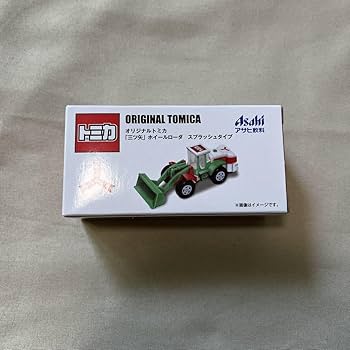 トミカ
ORIGINAL TOMICA
オリジナルトミカ
「三ツ矢」ホイールローダ スプラッシュタイプ
Asahi
アサヒ飲料
※画像はイメージです。